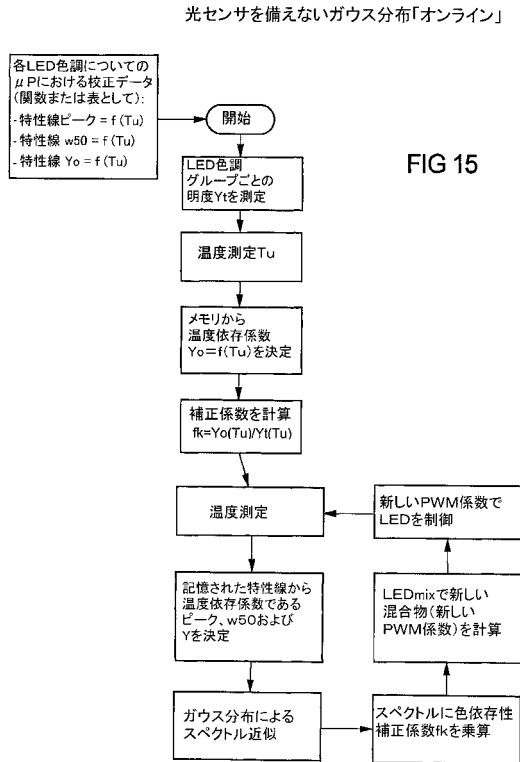 光センサを備えないガウス分布「オンライン」
各LED色調についての
μPにおける校正データ
(関数または表として):
- 特性線ピーク = f (Tu)
- 特性線 w50 = f (Tu)
- 特性線 Yo = f (Tu)
開始
FIG 15
LED色調
グループごとの
明度Ytを測定
温度測定Tu
メモリから
温度依存係数
Yo=f(Tu)を決定
補正係数を計算
fk=Yo(Tu)/Yt(Tu)
温度測定
新しいPWM係数で
LEDを制御
記憶された特性線から
温度依存係数である
ピーク、w50および
Yを決定
LEDmixで新しい
混合物(新しい
PWM係数)を計算
ガウス分布による
スペクトル近似
スペクトルに色依存性
補正係数fkを乗算